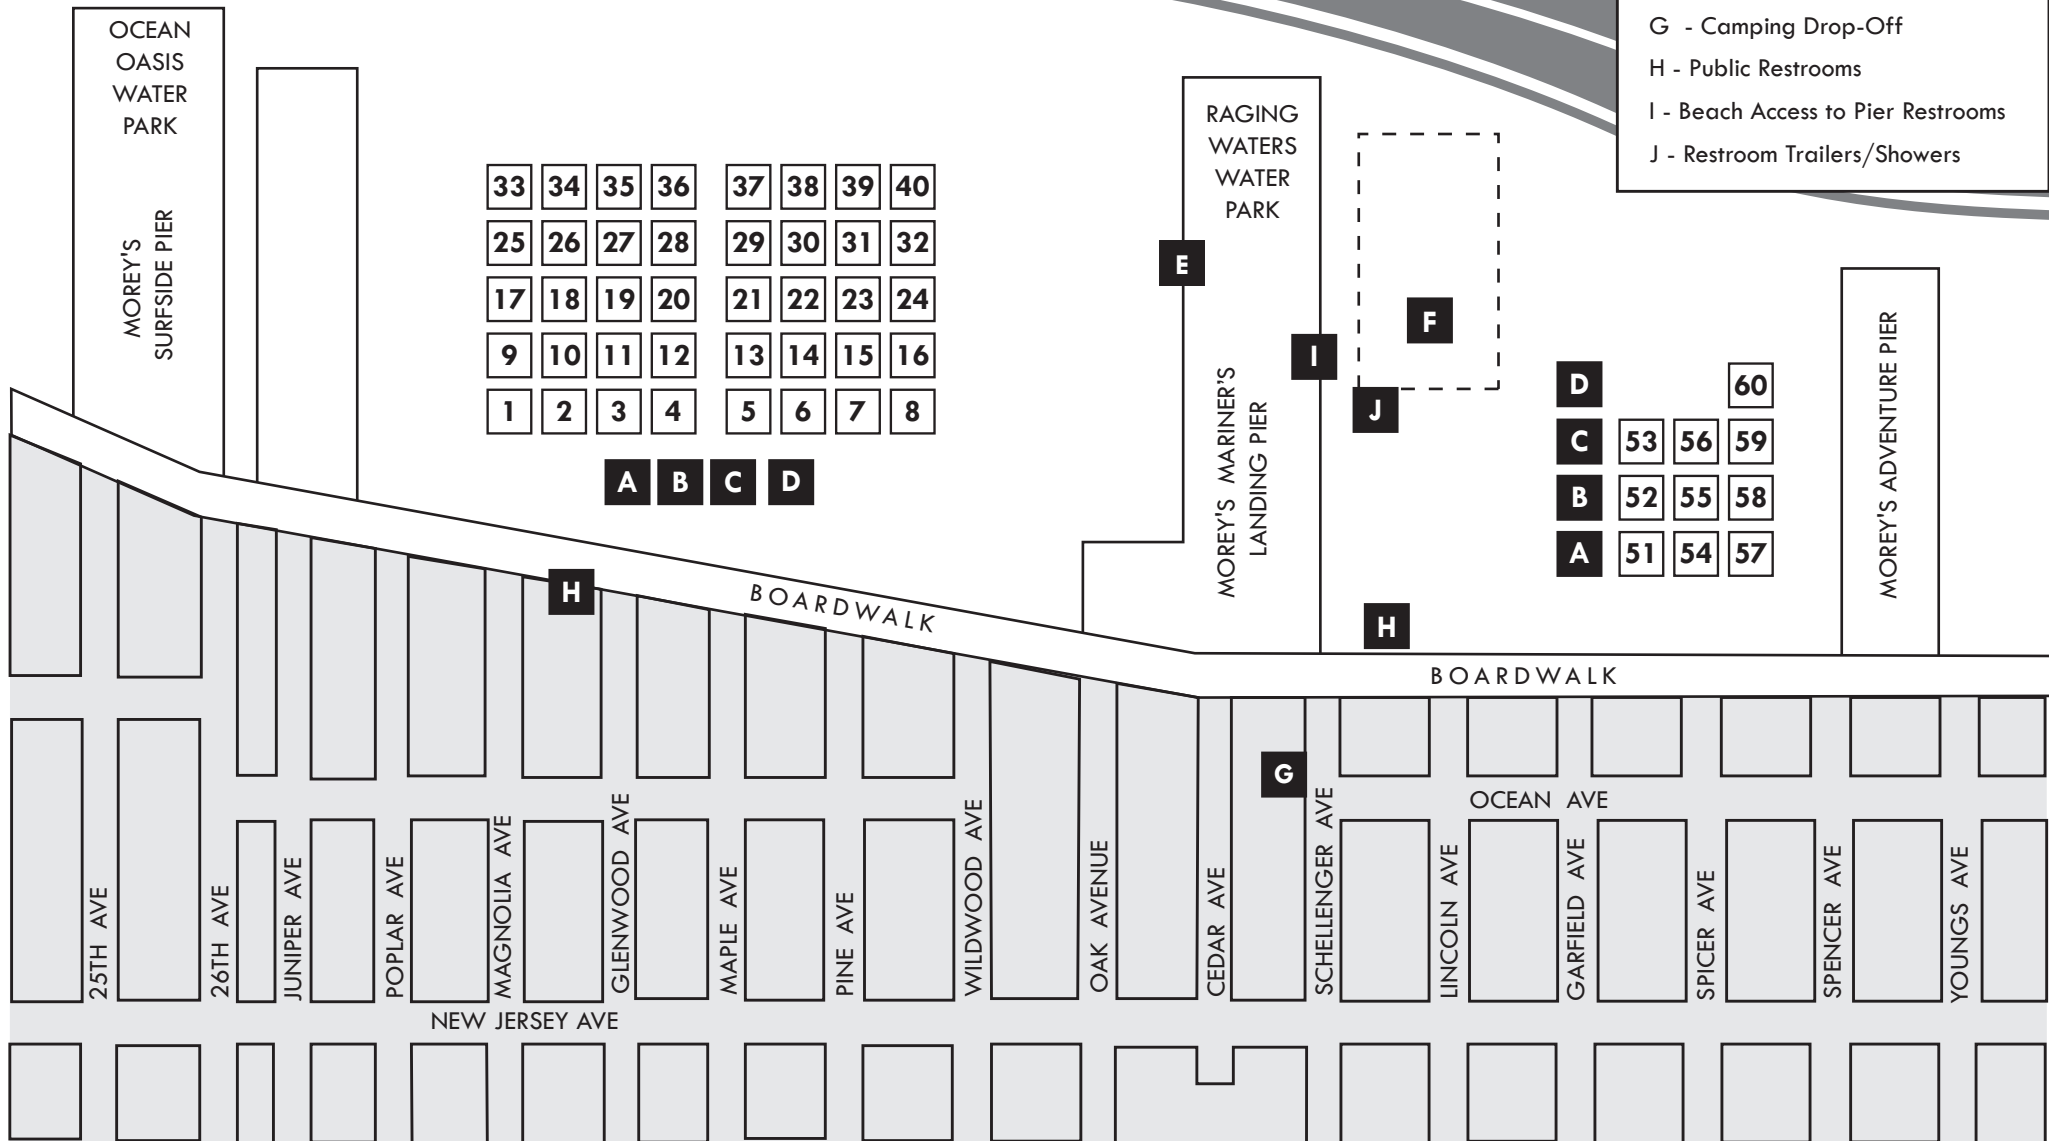 OCEAN
OASIS
WATER
PARK
MOREY'S
SURFSIDE PIER
G - Camping Drop-Off
H - Public Restrooms
I - Beach Access to Pier Restrooms
J - Restroom Trailers/Showers
RAGING
WATERS
WATER
PARK
MOREY'S MARINER'S
LANDING PIER
MOREY'S ADVENTURE PIER
33 34 35 36 37 38 39 40
25 26 27 28 29 30 31 32
17 18 19 20 21 22 23 24
9 10 11 12 13 14 15 16
1 2 3 4 5 6 7 8
A B C D
E
F
I
J
D 60
C 53 56 59
B 52 55 58
A 51 54 57
H
BOARDWALK
H
BOARDWALK
G
OCEAN AVE
25TH AVE
26TH AVE
JUNIPER AVE
POPLAR AVE
MAGNOLIA AVE
GLENWOOD AVE
MAPLE AVE
PINE AVE
WILDWOOD AVE
OAK AVENUE
CEDAR AVE
SCHELLENGER AVE
LINCOLN AVE
GARFIELD AVE
SPICER AVE
SPENCER AVE
YOUNGS AVE
NEW JERSEY AVE